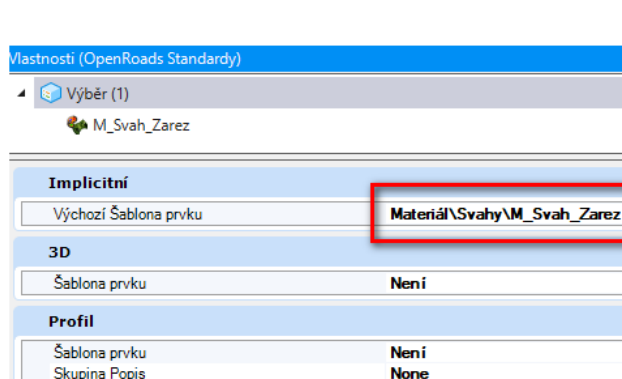 Vlastnosti (OpenRoads Standardy)
Výběr (1)
M_Svah_Zarez
Implicitní
Výchozí Šablona prvku Materiál\Svahy\M_Svah_Zarez
3D
Šablona prvku Není
Profil
Šablona prvku Není
Skupina Popis None